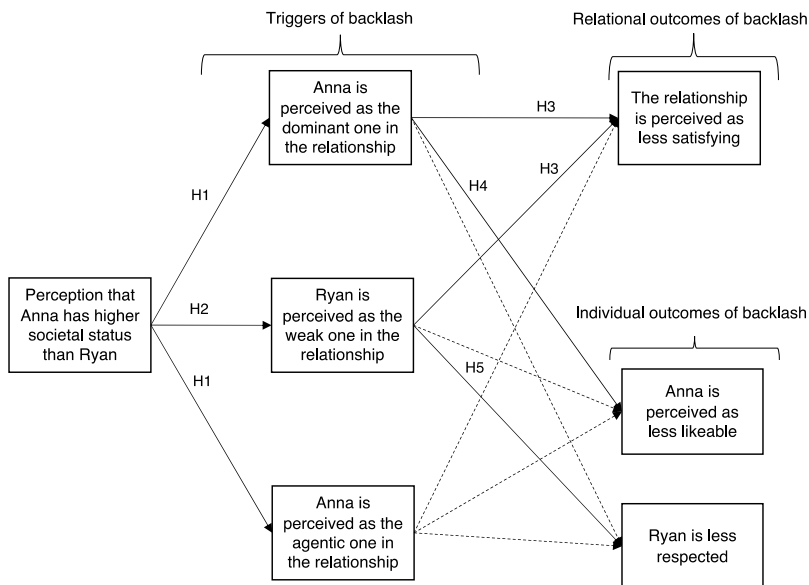 Triggers of backlash
Relational outcomes of backlash
Anna is
perceived as the
dominant one in
the relationship
The relationship
is perceived as
less satisfying
H3
H3
H4
H1
Perception that
Anna has higher
societal status
than Ryan
H2
Ryan is
perceived as the
weak one in the
relationship
Individual outcomes of backlash
H5
H1
Anna is
perceived as
less likeable
Anna is
perceived as the
agentic one in
the relationship
Ryan is less
respected